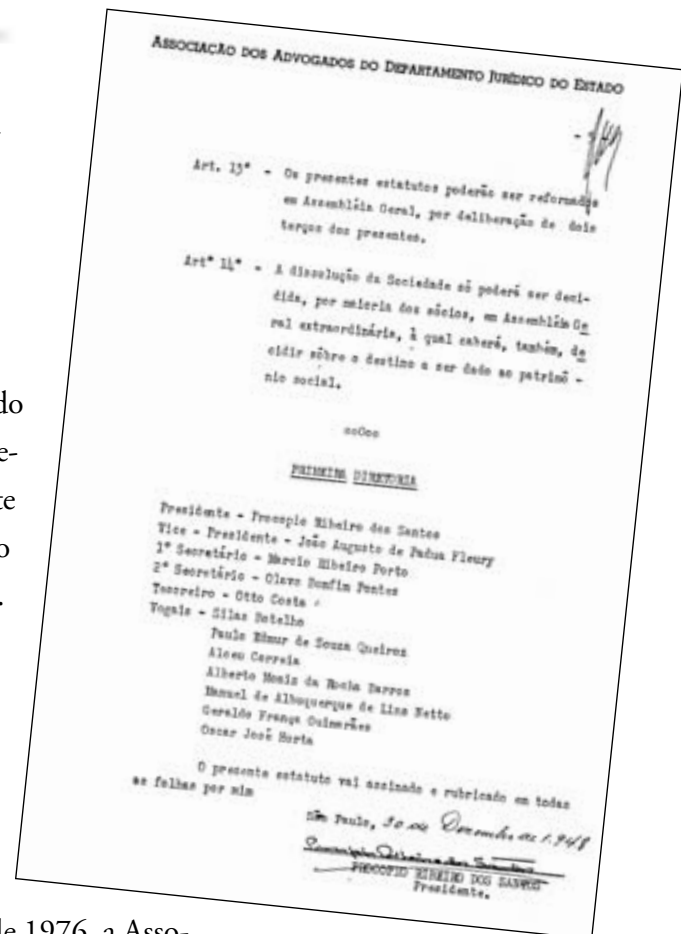 ASSOCIAÇÃO DOS ADVOGADOS DO DEPARTAMENTO JURÍDICO DO ESTADO
Art. 13º - Os presentes estatutos poderão ser reformados
em Assembléia Geral, por deliberação de dois
terços dos presentes.
Artº 14º - A dissolução da Sociedade só poderá ser deci-
dida, por maioria dos sócios, em Assembléia Ge
ral extraordinária, à qual caberá, também, de
cidir sôbre o destino a ser dado ao patrimô -
nio social.
ooOoo
PRIMEIRA DIRETORIA
Presidente - Procopio Ribeiro dos Santos
Vice - Presidente - João Augusto de Padua Fleury
1º Secretário - Marcio Ribeiro Porto
2º Secretário - Olavo Bomfim Pontes
Tesoureiro - Otto Costa
Vogais - Silas Botelho
Paulo Edmur de Souza Queiroz
Alceu Correia
Alberto Moniz da Rocha Barros
Manuel de Albuquerque de Lins Netto
Geraldo França Guimarães
Oscar José Horta
O presente estatuto vai assinado e rubricado em todas
as folhas por mim
São Paulo, 30 de Dezembro de 1.948
PROCOPIO RIBEIRO DOS SANTOS
Presidente.
do
e-
te
o
.
de 1976, a Asso-